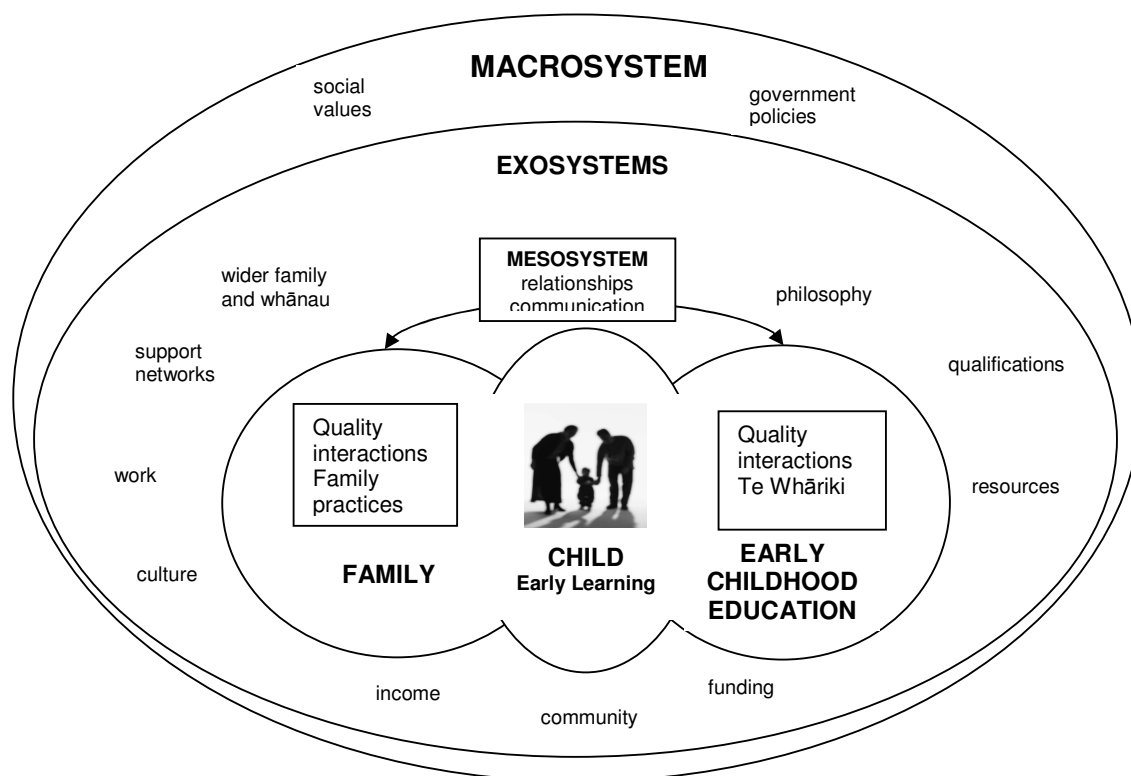 MACROSYSTEM
social
values
government
policies
EXOSYSTEMS
MESOSYSTEM
relationships
communication
wider family
and whānau
philosophy
support
networks
qualifications
Quality
interactions
Family
practices
Quality
interactions
Te Whāriki
work
resources
FAMILY
CHILD
Early Learning
EARLY
CHILDHOOD
EDUCATION
culture
income
funding
community